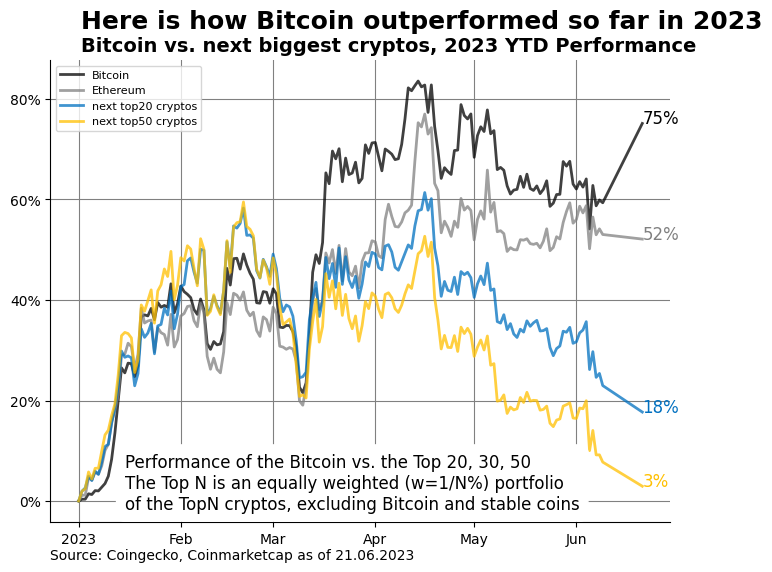 Here is how Bitcoin outperformed so far in 2023
Bitcoin vs. next biggest cryptos, 2023 YTD Performance
Bitcoin
Ethereum
next top20 cryptos
next top50 cryptos
80%
60%
40%
20%
0%
75%
52%
18%
3%
Performance of the Bitcoin vs. the Top 20, 30, 50
The Top N is an equally weighted (w=1/N%) portfolio
of the TopN cryptos, excluding Bitcoin and stable coins
2023 Feb Mar Apr May Jun
Source: Coingecko, Coinmarketcap as of 21.06.2023